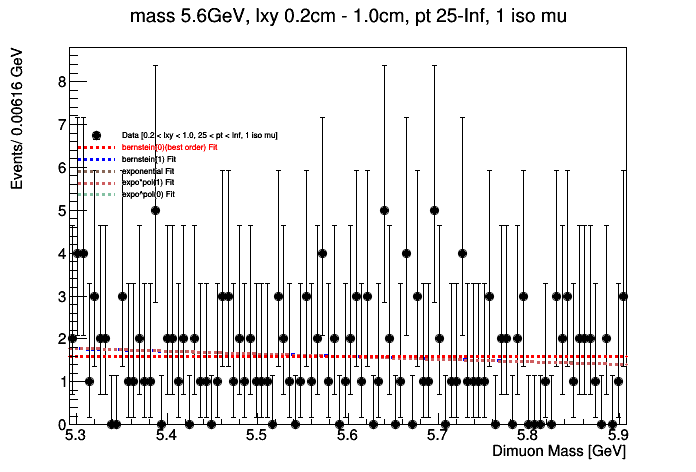 mass 5.6GeV, lxy 0.2cm - 1.0cm, pt 25-Inf, 1 iso mu
Events/ 0.00616 GeV
8
7
6
5
4
3
2
1
0
Data [0.2 < lxy < 1.0, 25 < pt < Inf, 1 iso mu]
bernstein(0)(best order) Fit
bernstein(1) Fit
exponential Fit
expo*pol(1) Fit
expo^pol(0) Fit
5.3 5.4 5.5 5.6 5.7 5.8 5.9
Dimuon Mass [GeV]